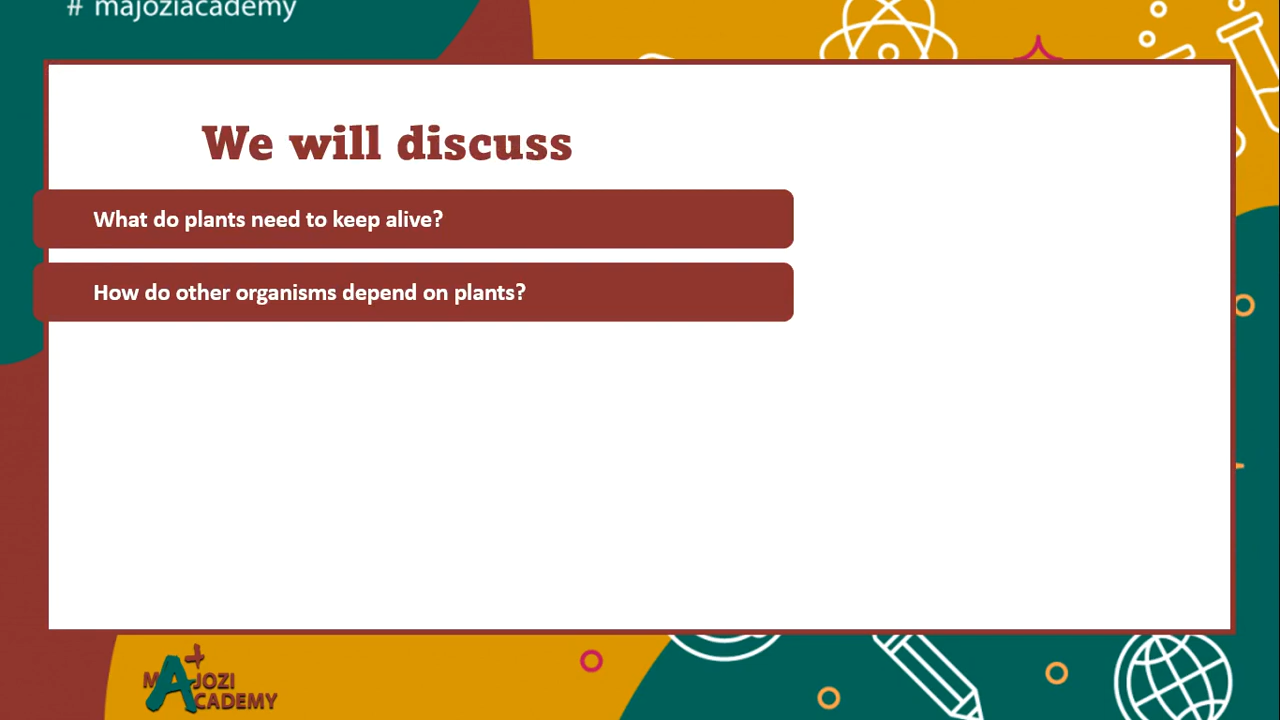 # majoziacademy
We will discuss
What do plants need to keep alive?
How do other organisms depend on plants?
MAJOZI
ACADEMY